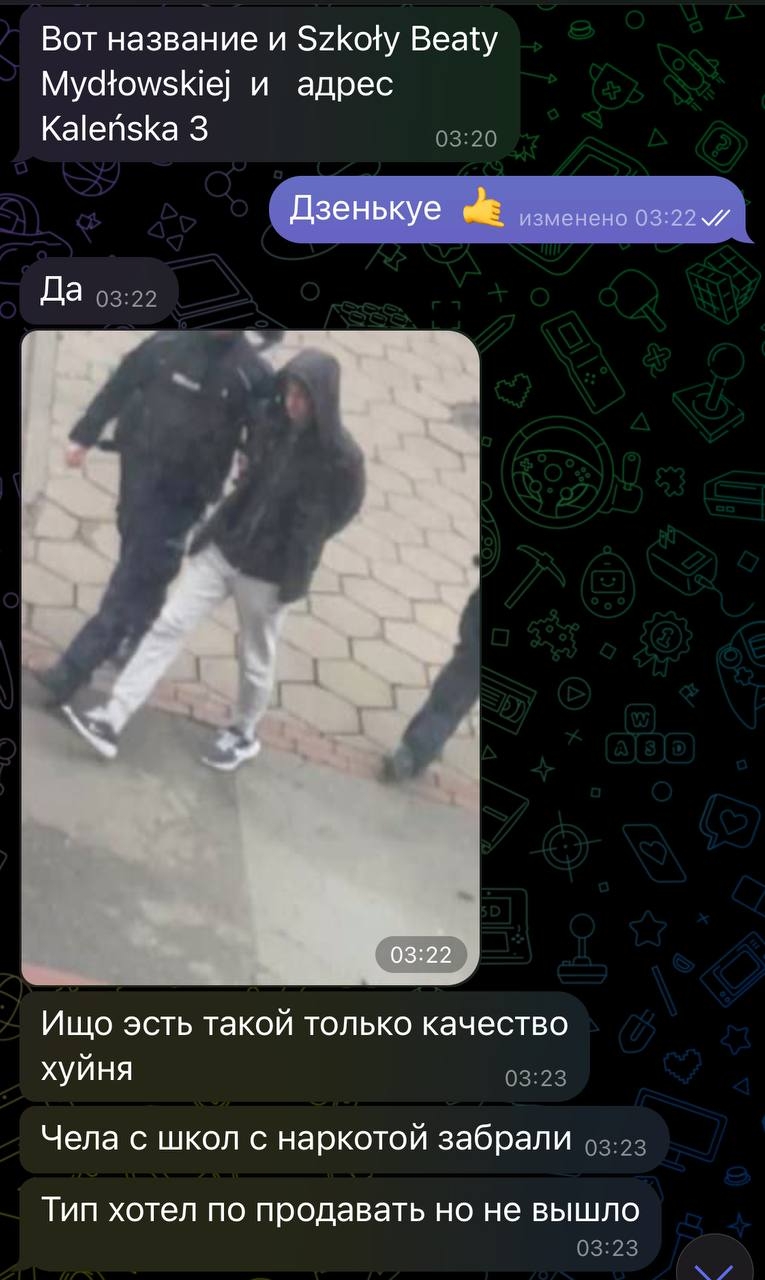 Вот название и Szkoły Beaty
Mydłowskiej и адрес
Kaleńska 3 03:20
Дзенькуе 🤙 изменено 03:22
Да 03:22
03:22
Ищо эсть такой только качество
хуйня 03:23
Чела с школ с наркотой забрали 03:23
Тип хотел по продавать но не вышло
03:23